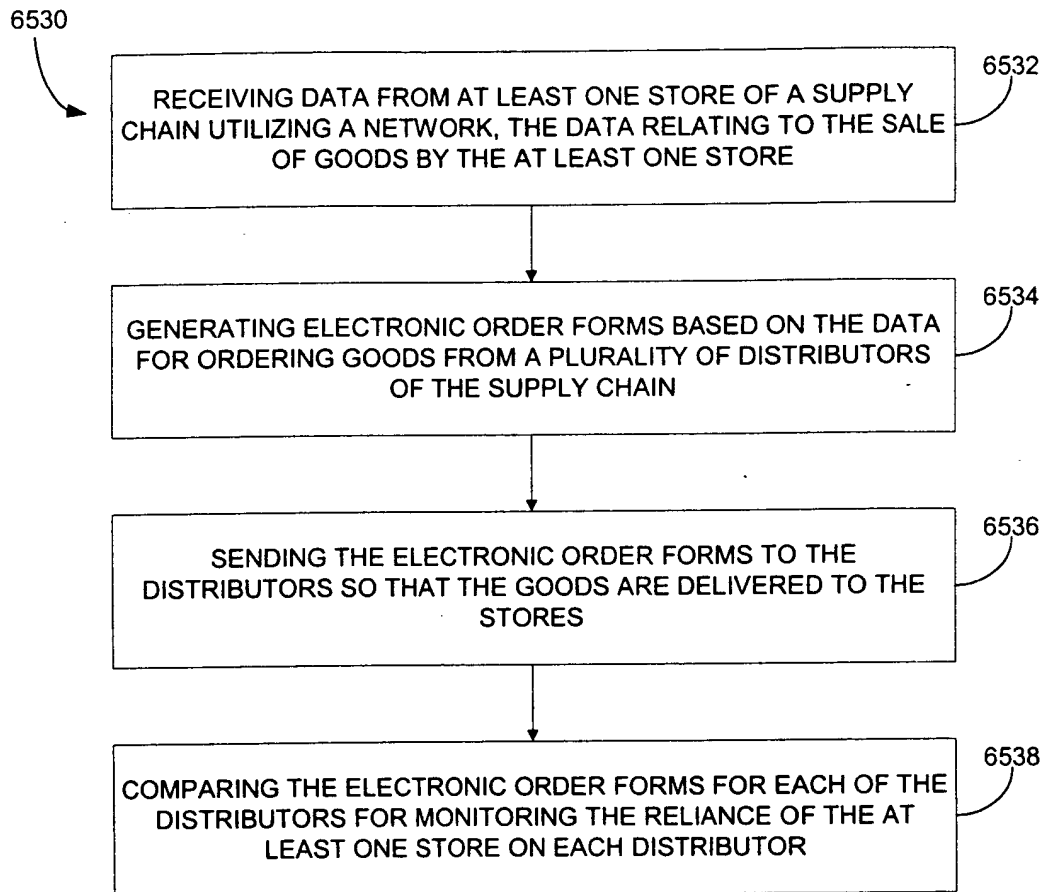 6530
6532
RECEIVING DATA FROM AT LEAST ONE STORE OF A SUPPLY
CHAIN UTILIZING A NETWORK, THE DATA RELATING TO THE SALE
OF GOODS BY THE AT LEAST ONE STORE
6534
GENERATING ELECTRONIC ORDER FORMS BASED ON THE DATA
FOR ORDERING GOODS FROM A PLURALITY OF DISTRIBUTORS
OF THE SUPPLY CHAIN
6536
SENDING THE ELECTRONIC ORDER FORMS TO THE
DISTRIBUTORS SO THAT THE GOODS ARE DELIVERED TO THE
STORES
6538
COMPARING THE ELECTRONIC ORDER FORMS FOR EACH OF THE
DISTRIBUTORS FOR MONITORING THE RELIANCE OF THE AT
LEAST ONE STORE ON EACH DISTRIBUTOR